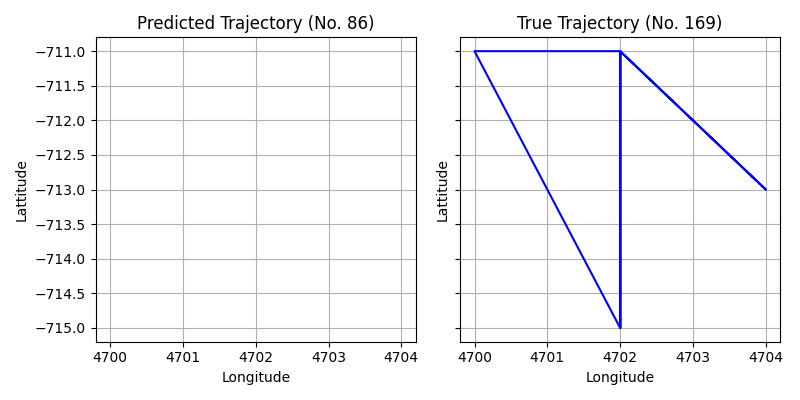 Predicted Trajectory (No. 86)
True Trajectory (No. 169)
−711.0
−711.5
−712.0
−712.5
−713.0
−713.5
−714.0
−714.5
−715.0
Lattitude
Lattitude
4700 4701 4702 4703 4704
4700 4701 4702 4703 4704
Longitude
Longitude